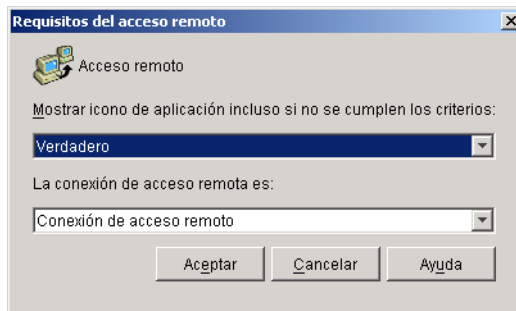 Requisitos del acceso remoto
Acceso remoto
Mostrar icono de aplicación incluso si no se cumplen los criterios:
Verdadero
La conexión de acceso remota es:
Conexión de acceso remoto
Aceptar Cancelar Ayuda